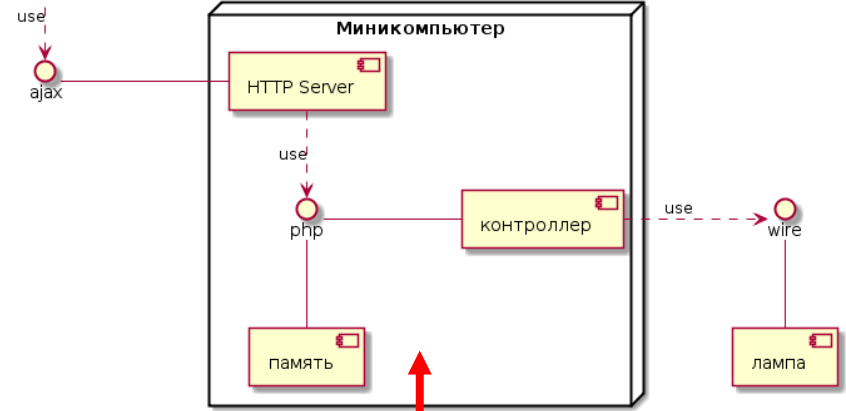 use
Миникомпьютер
HTTP Server
ajax
use
контроллер
use
php
wire
память
лампа